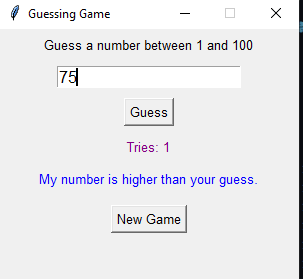 Guessing Game
Guess a number between 1 and 100
75
Guess
Tries: 1
My number is higher than your guess.
New Game